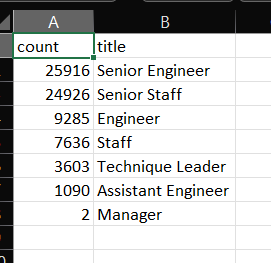 A B
count title
25916 Senior Engineer
24926 Senior Staff
9285 Engineer
7636 Staff
3603 Technique Leader
1090 Assistant Engineer
2 Manager